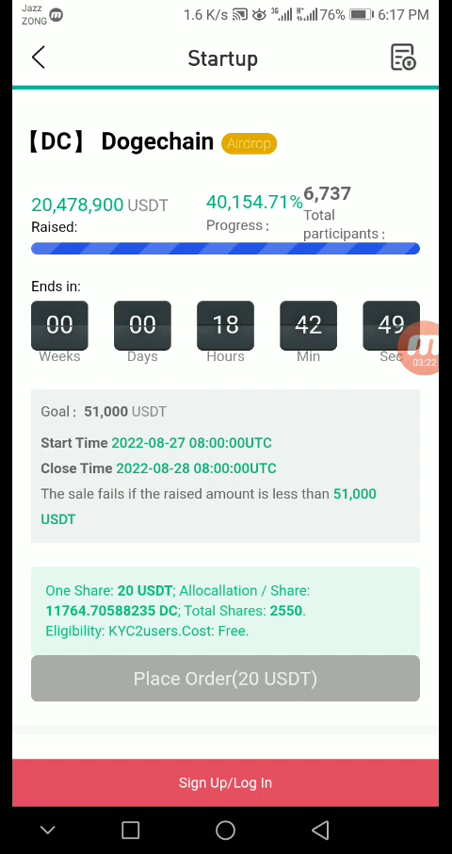 Jazz
ZONG
1.6 K/s 3G H+ 76% 6:17 PM
Startup
【DC】 Dogechain Airdrop
20,478,900 USDT
Raised:
40,154.71%
Progress :
6,737
Total
participants :
Ends in:
00 00 18 42 49
Weeks Days Hours Min Sec
03:22
Goal : 51,000 USDT
Start Time 2022-08-27 08:00:00UTC
Close Time 2022-08-28 08:00:00UTC
The sale fails if the raised amount is less than 51,000
USDT
One Share: 20 USDT; Allocallation / Share:
11764.70588235 DC; Total Shares: 2550.
Eligibility: KYC2users.Cost: Free.
Place Order(20 USDT)
Sign Up/Log In